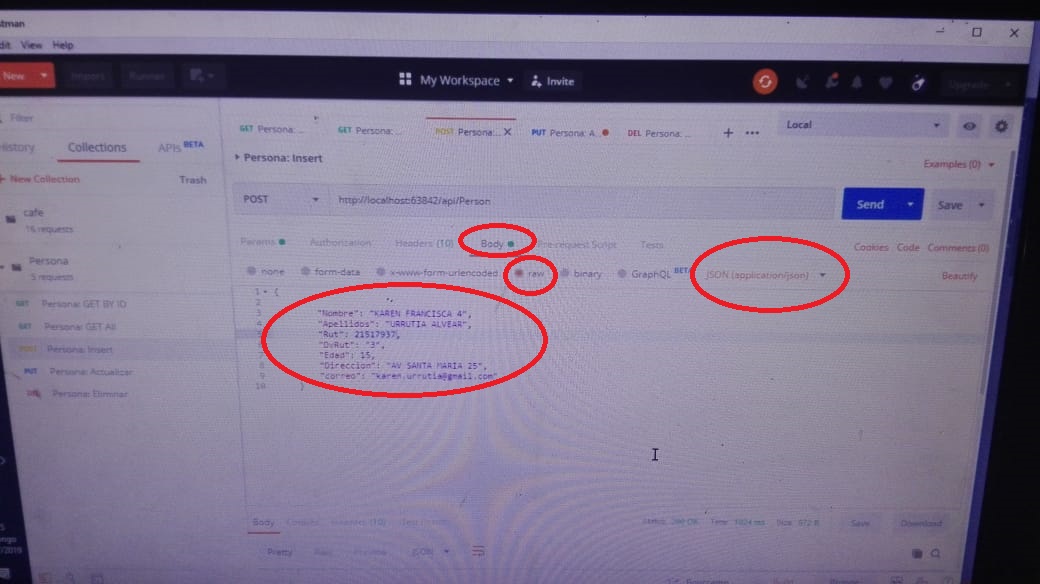 stman
dit View Help
New Import Runner My Workspace Invite Upgrade
Filter
GET Persona: ... GET Persona: ... POST Persona: ... PUT Persona: A... DEL Persona: ... Local
History Collections APIs BETA
Persona: Insert Examples (0)
New Collection Trash
POST http://localhost:63842/api/Person Send Save
cafe
16 requests
Params Authorization Headers (10) Body Pre-request Script Tests Cookies Code Comments (0)
Persona
5 requests
none form-data x-www-form-urlencoded raw binary GraphQL BETA JSON (application/json) Beautify
GET Persona: GET BY ID
GET Persona: GET All
POST Persona: Insert
PUT Persona: Actualizar
DEL Persona: Eliminar
1 {
2
3 "Nombre": "KAREN FRANCISCA 4",
4 "Apellidos": "URRUTIA ALVEAR",
5 "Rut": 21517937,
6 "DvRut": "3",
7 "Edad": 15,
8 "Direccion": "AV SANTA MARIA 25",
9 "correo": "karen.urrutia@gmail.com"
10 }
Body Cookies Headers (10) Test Results Status: 200 OK Time: 1024 ms Size: 572 B Save Download
Pretty Raw Preview JSON
/2019
Bootcamp Build Browse